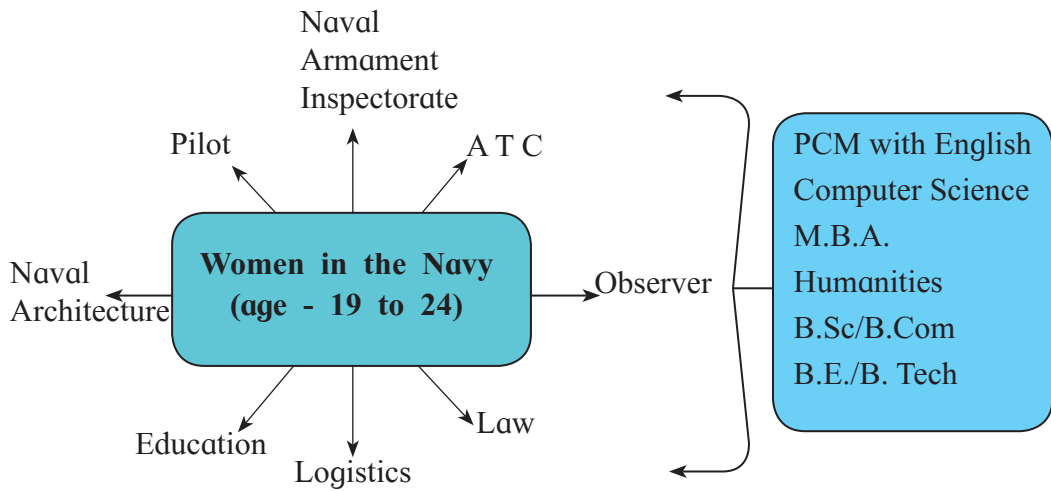 Naval
Armament
Inspectorate
Pilot
A T C
Women in the Navy
(age - 19 to 24)
Naval
Architecture
Observer
Education
Logistics
Law
PCM with English
Computer Science
M.B.A.
Humanities
B.Sc/B.Com
B.E./B. Tech